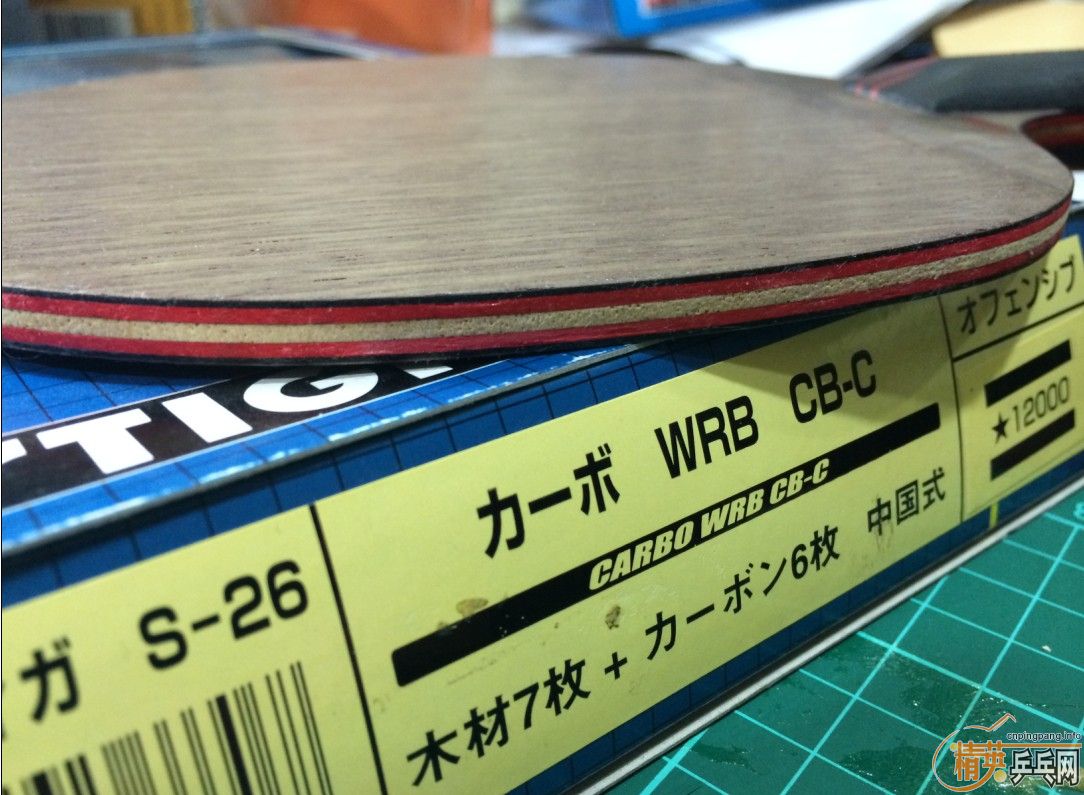 TIG
ガ S-26
カーボ WRB CB-C
CARBO WRB CB-C
木材7枚 + カーボン6枚 中国式
オフェンシブ
★12000
cnpingpang.info
精英乒乓网